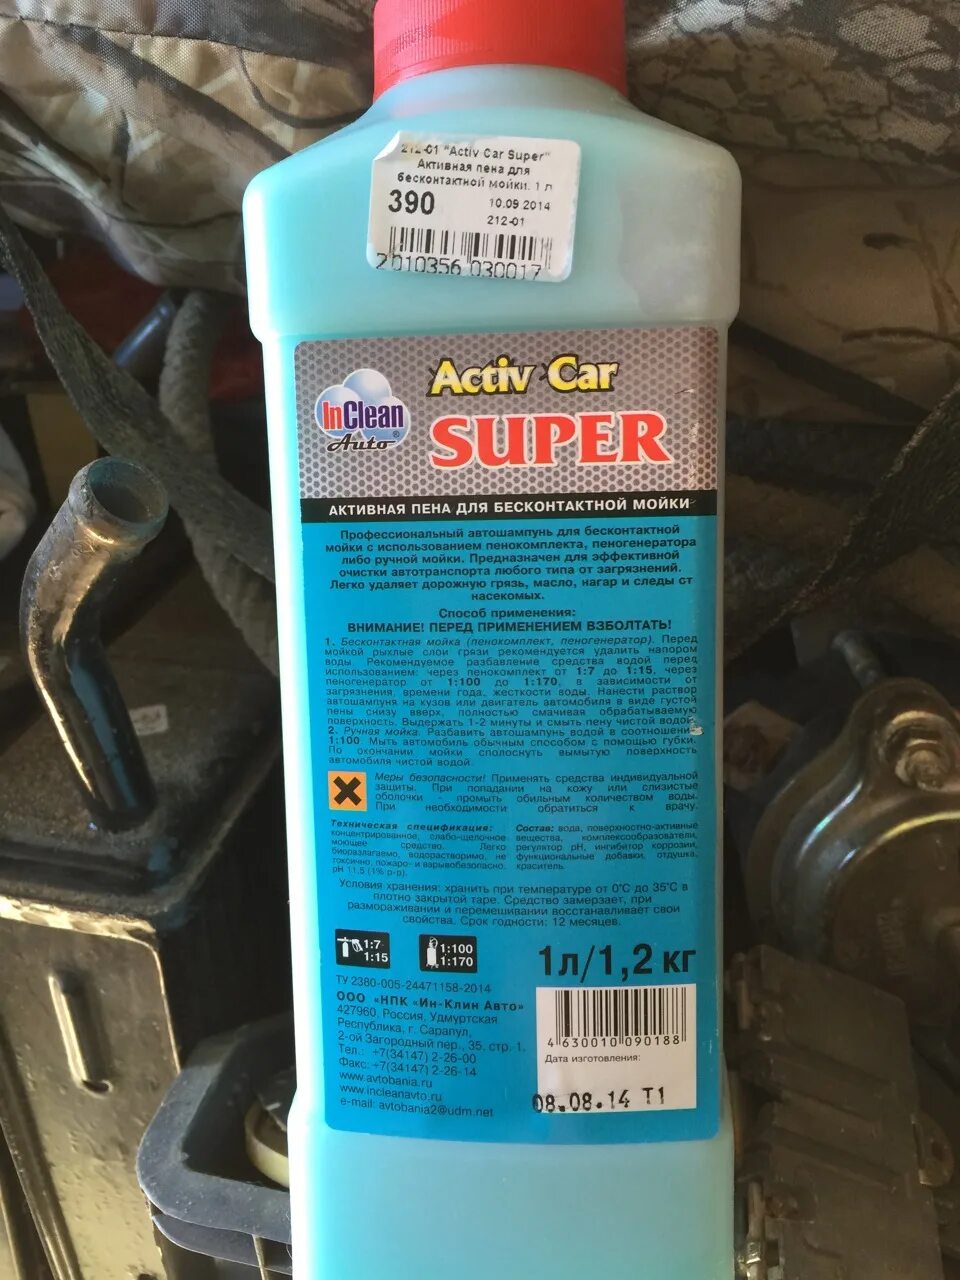 212-01 "Activ Car Super"
Активная пена для
бесконтактной мойки. 1 л
390
10.09 2014
212-01
2010356 030017
InClean
Auto ®
Activ Car
SUPER
АКТИВНАЯ ПЕНА ДЛЯ БЕСКОНТАКТНОЙ МОЙКИ
Профессиональный автошампунь для бесконтактной
мойки с использованием пенокомплекта, пеногенератора
либо ручной мойки. Предназначен для эффективной
очистки автотранспорта любого типа от загрязнений.
Легко удаляет дорожную грязь, масло, нагар и следы от
насекомых.
Способ применения:
ВНИМАНИЕ! ПЕРЕД ПРИМЕНЕНИЕМ ВЗБОЛТАТЬ!
1. Бесконтактная мойка (пенокомплект, пеногенератор). Перед
мойкой рыхлые слои грязи рекомендуется удалить напором
воды. Рекомендуемое разбавление средства водой перед
использованием: через пенокомплект от 1:7 до 1:15, через
пеногенератор от 1:100 до 1:170, в зависимости от
загрязнения, времени года, жесткости воды. Нанести раствор
автошампуня на кузов или двигатель автомобиля в виде густой
пены снизу вверх, полностью смачивая обрабатываемую
поверхность. Выдержать 1-2 минуты и смыть пену чистой водой.
2. Ручная мойка. Разбавить автошампунь водой в соотношении
1:100. Мыть автомобиль обычным способом с помощью губки.
По окончании мойки сполоснуть вымытую поверхность
автомобиля чистой водой.
Меры безопасности! Применять средства индивидуальной
защиты. При попадании на кожу или слизистые
оболочки - промыть обильным количеством воды.
При необходимости обратиться к врачу.
Техническая спецификация:
концентрированное, слабо-щелочное
моющее средство. Легко
биоразлагаемо, водорастворимо, не
токсично, пожаро- и взрывобезопасно.
pH 11,5 (1% р-р).
Состав: вода, поверхностно-активные
вещества, комплексообразователи,
регулятор pH, ингибитор коррозии,
функциональные добавки, отдушка,
краситель.
Условия хранения: хранить при температуре от 0°C до 35°C в
плотно закрытой таре. Средство замерзает, при
размораживании и перемешивании восстанавливает свои
свойства. Срок годности: 12 месяцев.
1:7-
1:15
1:100
1:170
1л/1,2 кг
ТУ 2380-005-24471158-2014
ООО «НПК «Ин-Клин Авто»
427960, Россия, Удмуртская
Республика, г. Сарапул,
2-ой Загородный пер., 35, стр. 1.
Тел.: +7(34147) 2-26-00
Факс: +7(34147) 2-26-14
www.avtobania.ru
www.incleanavto.ru
e-mail: avtobania2@udm.net
4 630010 090188
Дата изготовления:
08.08.14 T1